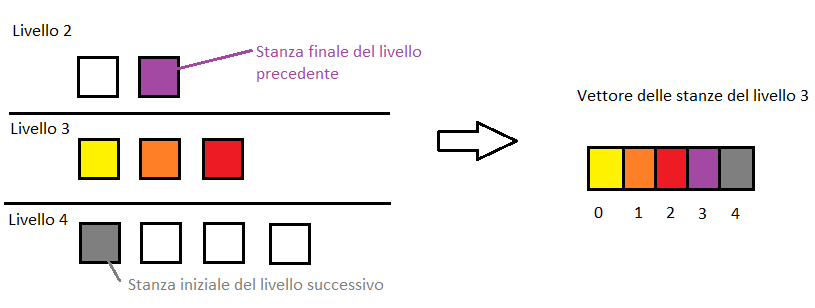 Livello 2
Stanza finale del livello
precedente
Livello 3
Livello 4
Stanza iniziale del livello successivo
Vettore delle stanze del livello 3
0 1 2 3 4